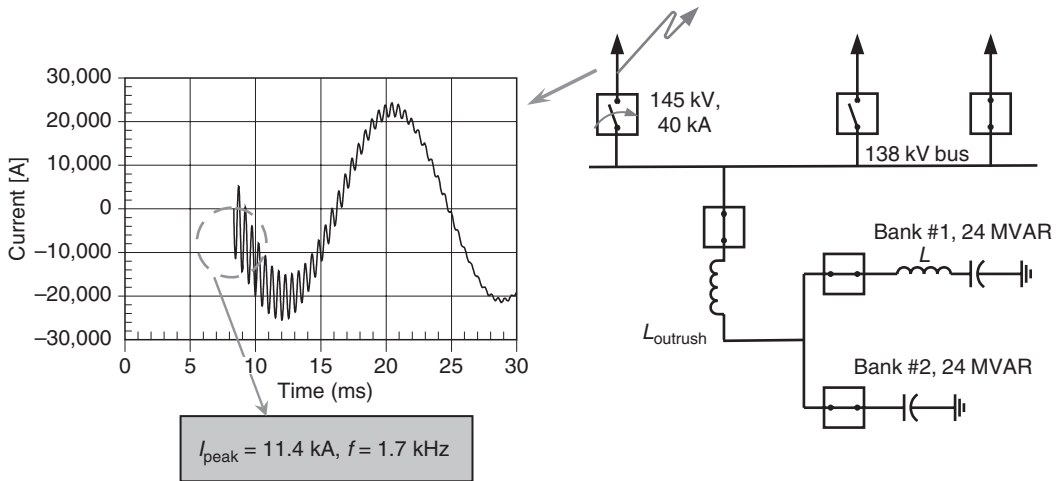 30,000
20,000
10,000
0
–10,000
–20,000
–30,000
Current [A]
0 5 10 15 20 25 30
Time (ms)
I peak = 11.4 kA, f = 1.7 kHz
145 kV,
40 kA
138 kV bus
Bank #1, 24 MVAR
L
L outrush
Bank #2, 24 MVAR